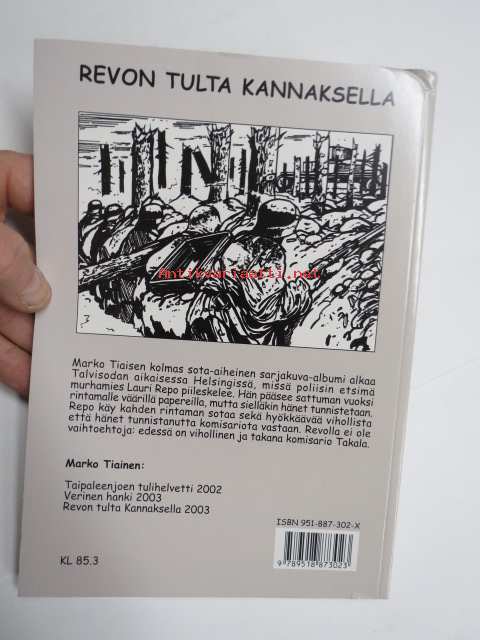 REVON TULTA KANNAKSELLA
Antikvariaatti.net
Marko Tiaisen kolmas sota-aiheinen sarjakuva-albumi alkaa
Talvisodan aikaisessa Helsingissä, missä poliisin etsimä
murhamies Lauri Repo piileskelee. Hän pääsee sattuman vuoksi
rintamalle väärillä papereilla, mutta sielläkin hänet tunnistetaan.
Repo käy kahden rintaman sotaa sekä hyökkäävää vihollista
että hänet tunnistanutta komisariota vastaan. Revolla ei ole
vaihtoehtoja: edessä on vihollinen ja takana komisario Takala.
Marko Tiainen:
Taipaleenjoen tulihelvetti 2002
Verinen hanki 2003
Revon tulta Kannaksella 2003
ISBN 951-887-302-X
KL 85.3
9 789518 873023